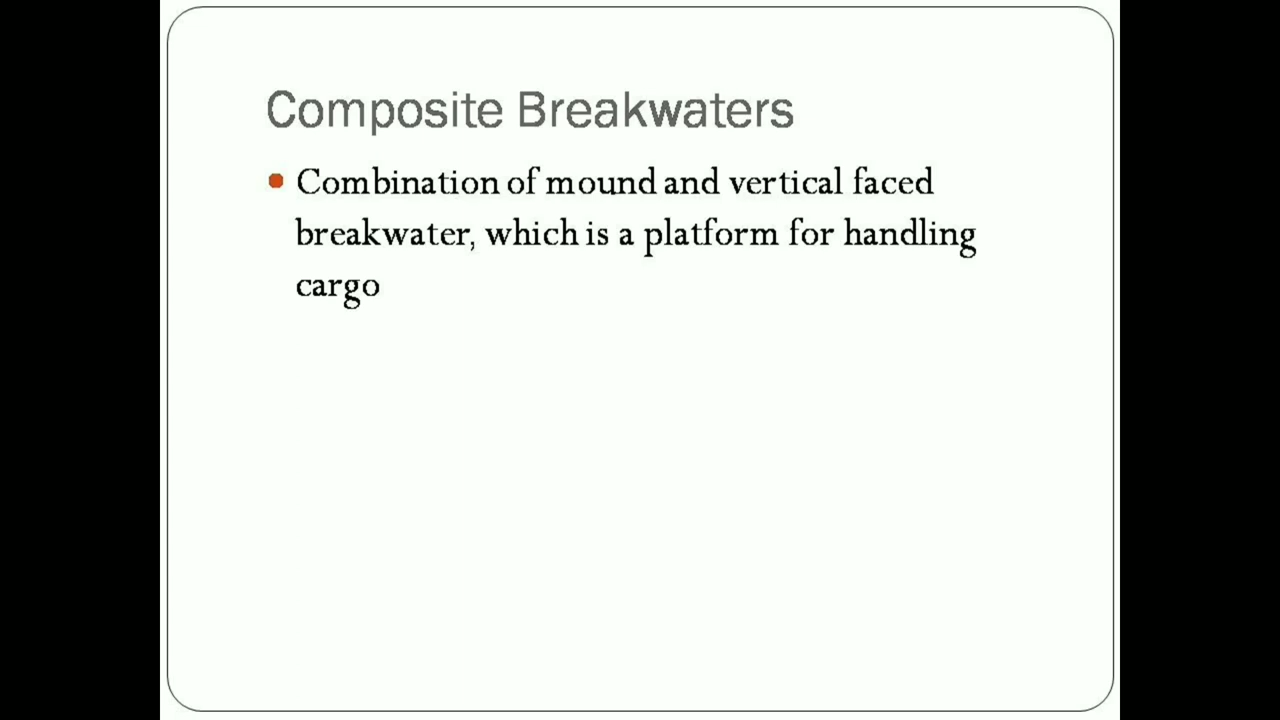 Composite Breakwaters
Combination of mound and vertical faced
breakwater, which is a platform for handling
cargo